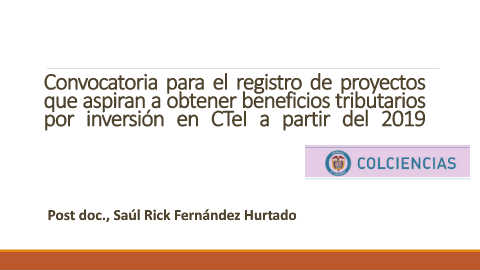 Convocatoria para el registro de proyectos
que aspiran a obtener beneficios tributarios
por inversión en CTeI a partir del 2019
COLCIENCIAS
Post doc., Saúl Rick Fernández Hurtado